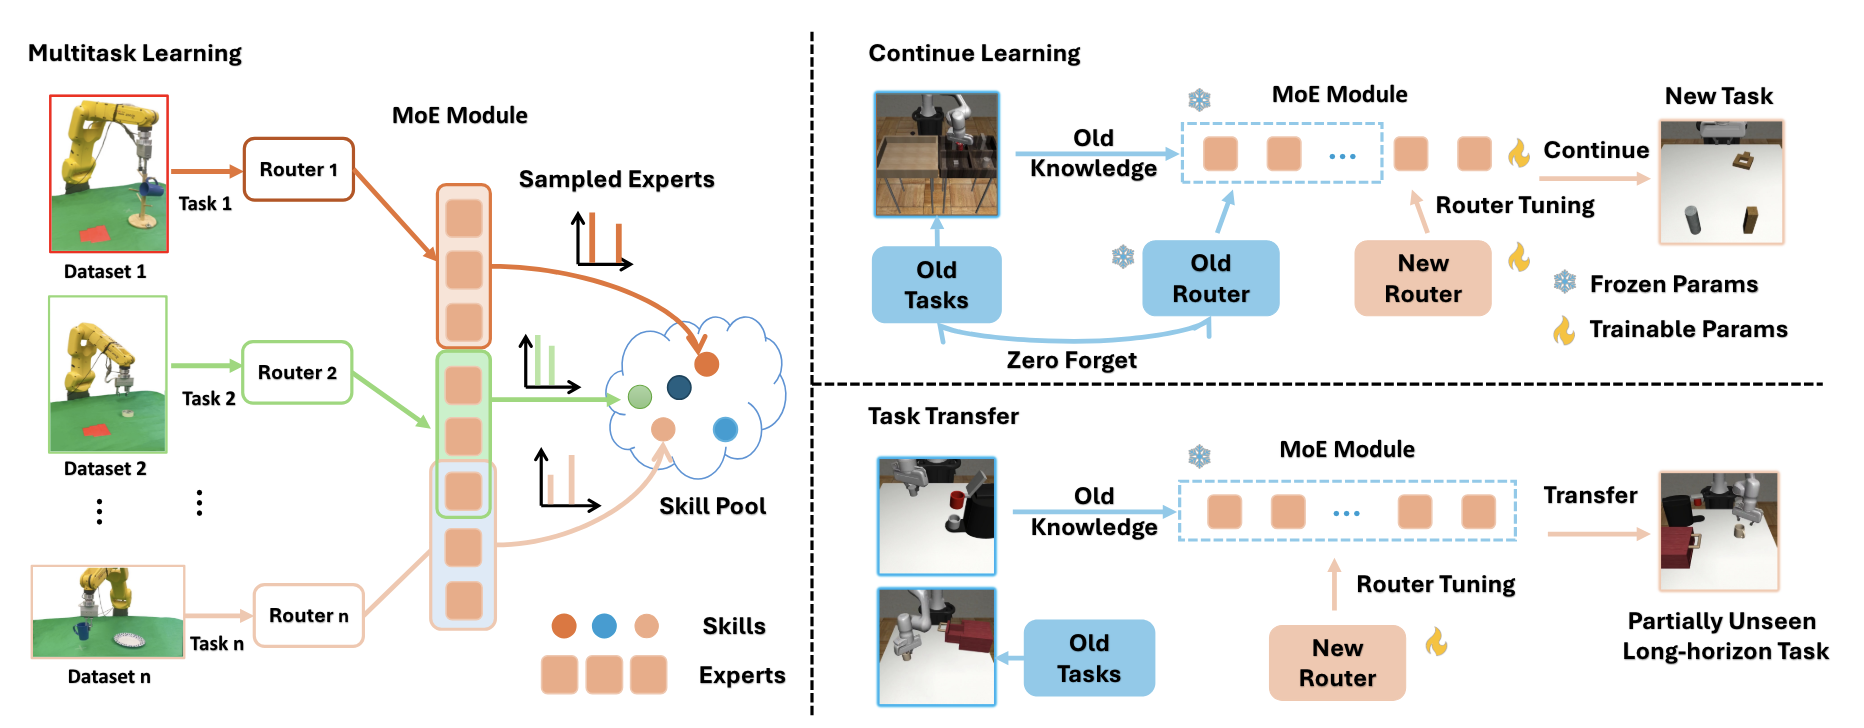 Multitask Learning
MoE Module
Router 1
Task 1
Sampled Experts
Dataset 1
Router 2
Task 2
Dataset 2
Skill Pool
Router n
Task n
Dataset n
Skills
Experts
Continue Learning
MoE Module
New Task
Old
Knowledge
...
Continue
Router Tuning
Old
Tasks
Old
Router
New
Router
Frozen Params
Trainable Params
Zero Forget
Task Transfer
MoE Module
Old
Knowledge
...
Transfer
Router Tuning
Old
Tasks
New
Router
Partially Unseen
Long-horizon Task